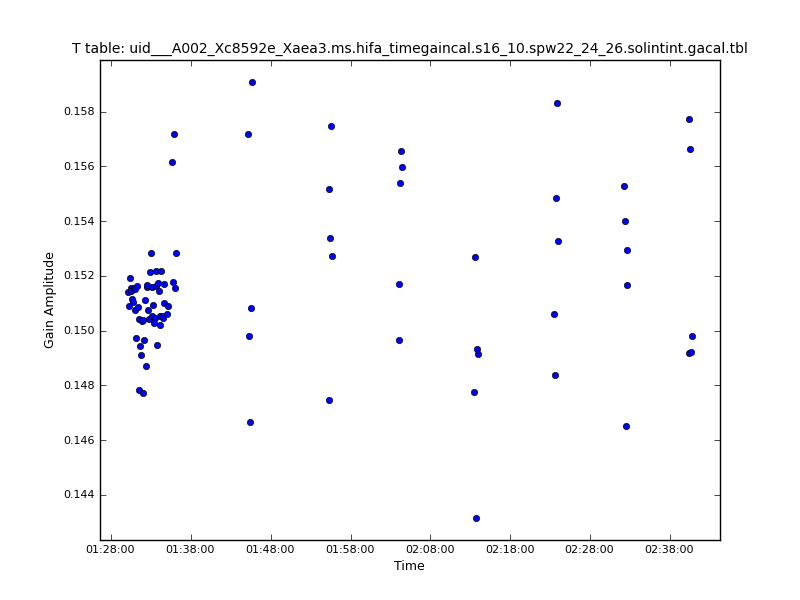 T table: uid___A002_Xc8592e_Xaea3.ms.hifa_timegaincal.s16_10.spw22_24_26.solintint.gacal.tbl
0.158
0.156
0.154
0.152
0.150
0.148
0.146
0.144
Gain Amplitude
01:28:00 01:38:00 01:48:00 01:58:00 02:08:00 02:18:00 02:28:00 02:38:00
Time